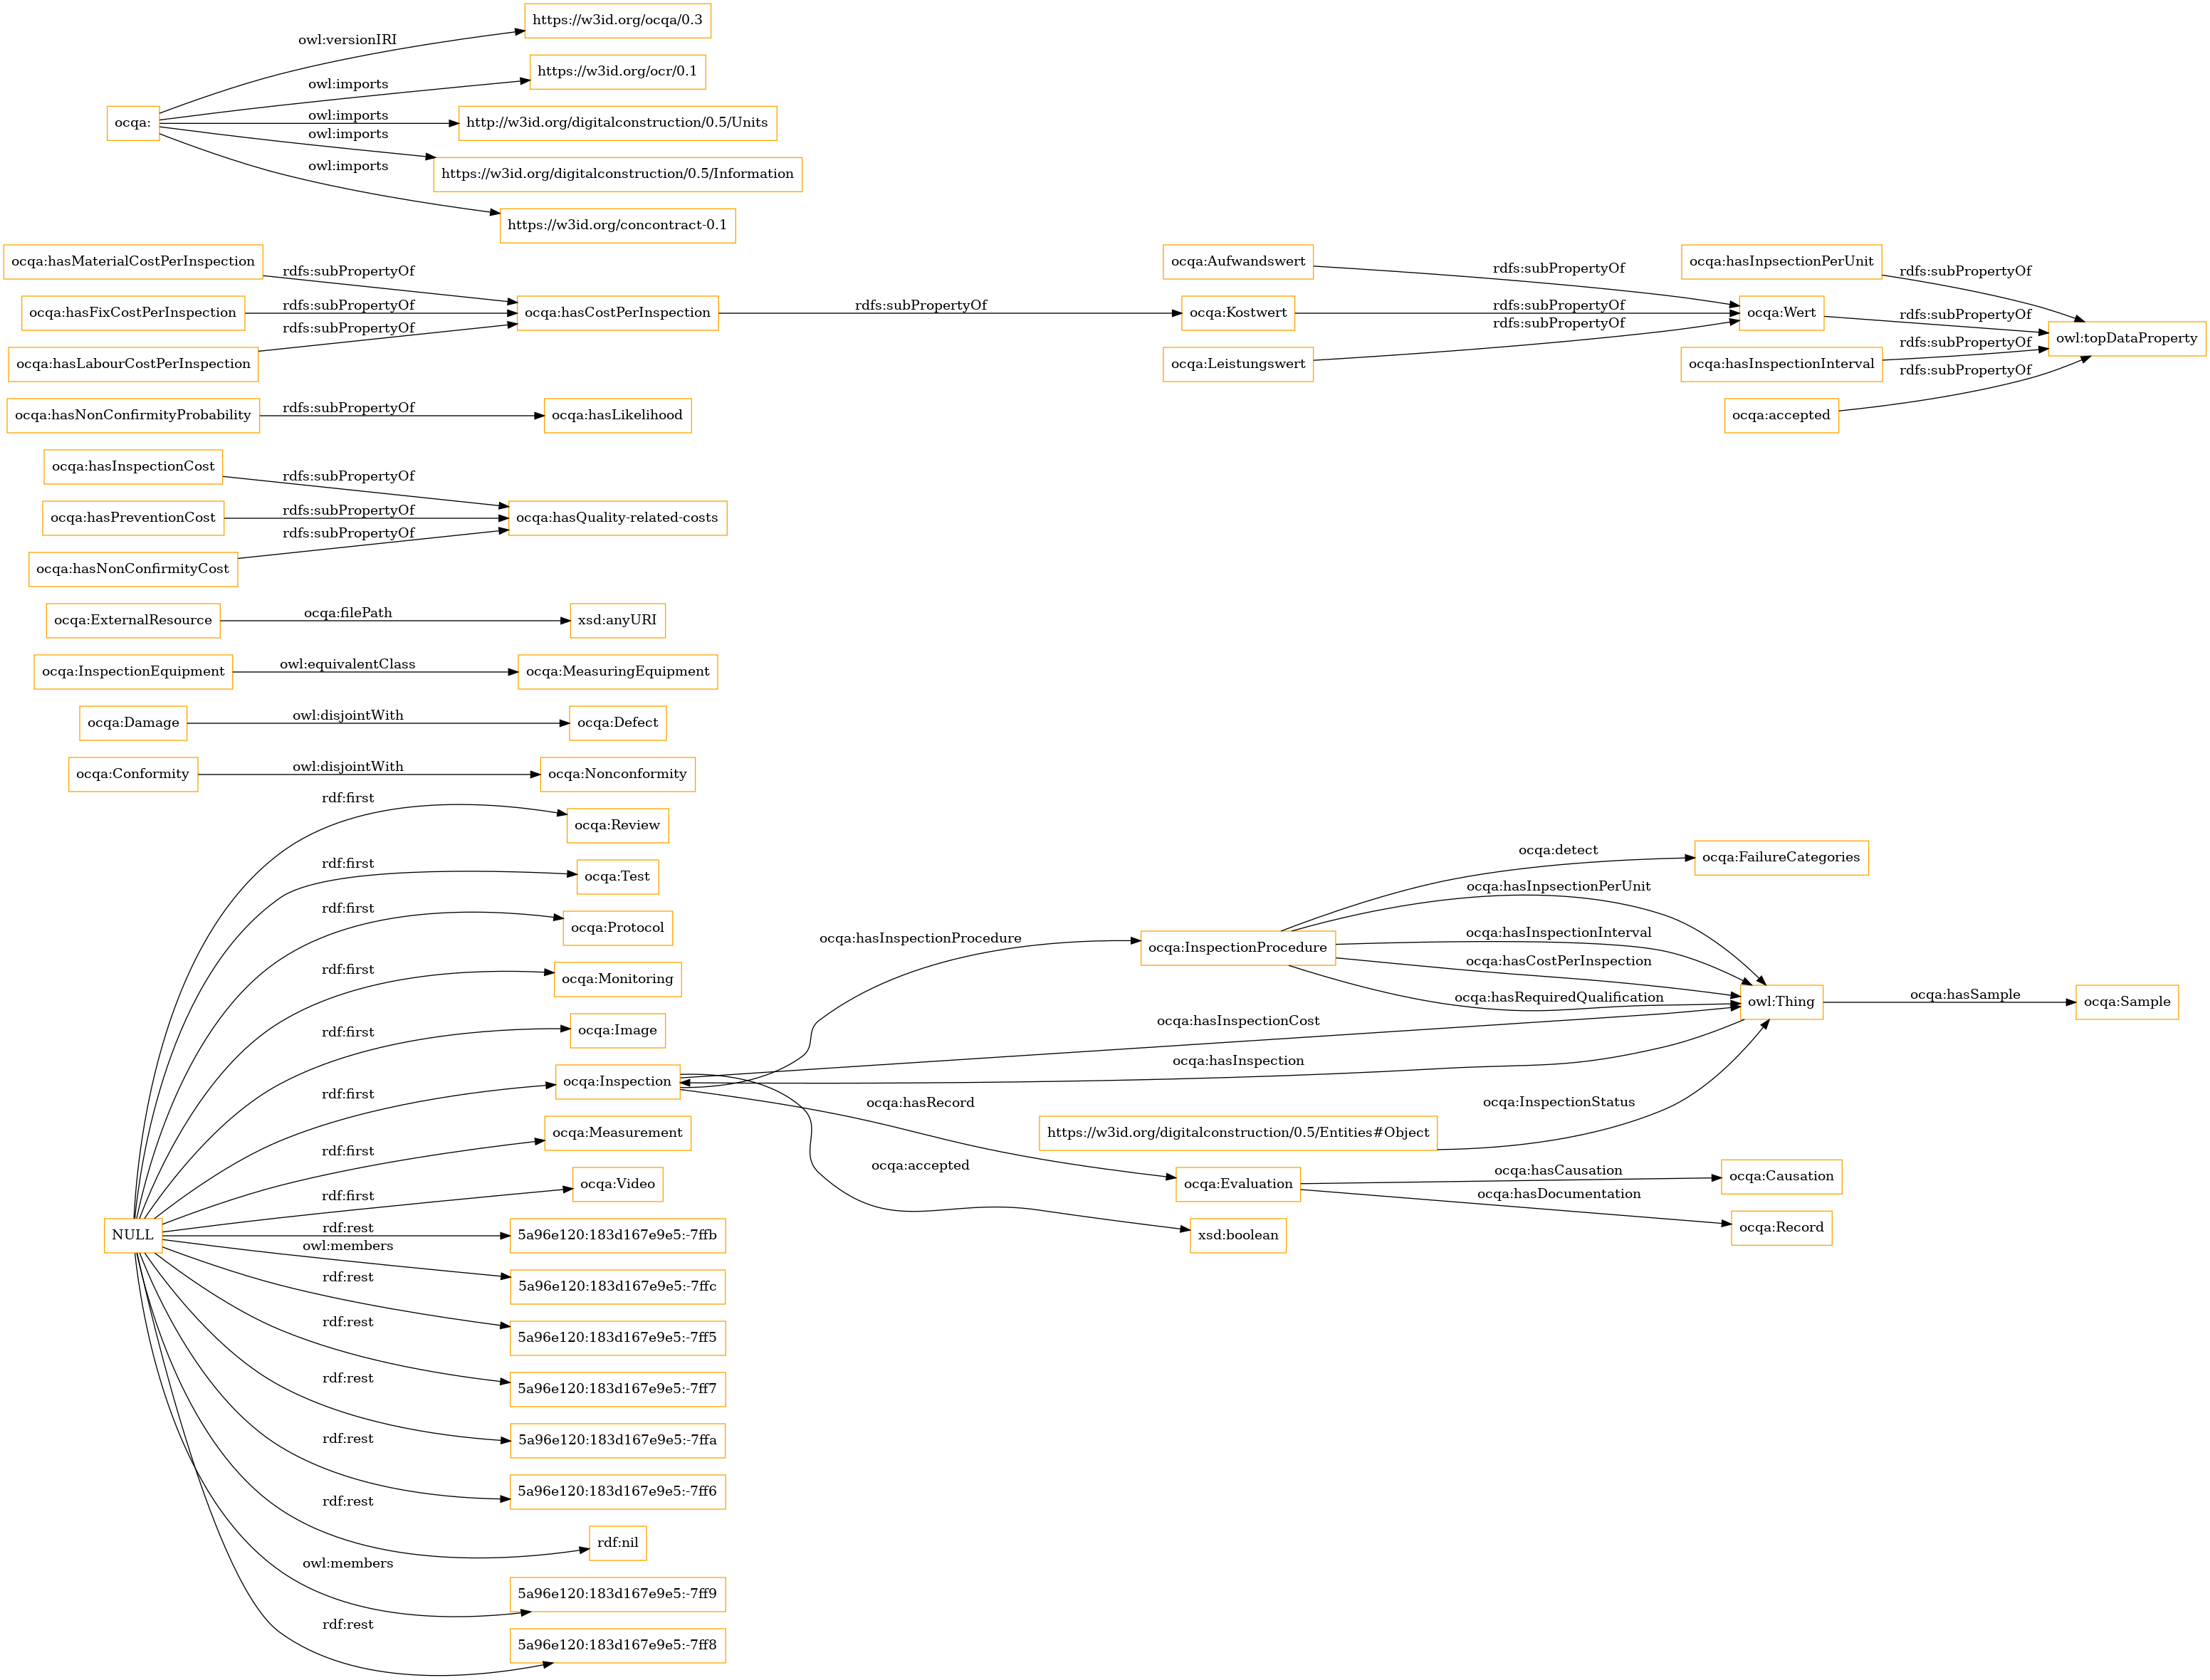 https://w3id.org/ocqa/0.3
owl:versionIRI
https://w3id.org/ocr/0.1
owl:imports
ocqa:
owl:imports
http://w3id.org/digitalconstruction/0.5/Units
owl:imports
https://w3id.org/digitalconstruction/0.5/Information
owl:imports
https://w3id.org/concontract-0.1
ocqa:hasMaterialCostPerInspection
rdfs:subPropertyOf
ocqa:hasFixCostPerInspection
rdfs:subPropertyOf
ocqa:hasLabourCostPerInspection
rdfs:subPropertyOf
ocqa:hasCostPerInspection
rdfs:subPropertyOf
ocqa:Aufwandswert
rdfs:subPropertyOf
ocqa:Kostwert
rdfs:subPropertyOf
ocqa:Leistungswert
rdfs:subPropertyOf
ocqa:hasInpsectionPerUnit
rdfs:subPropertyOf
ocqa:Wert
rdfs:subPropertyOf
ocqa:hasInspectionInterval
rdfs:subPropertyOf
ocqa:accepted
rdfs:subPropertyOf
owl:topDataProperty
ocqa:hasNonConfirmityProbability
rdfs:subPropertyOf
ocqa:hasLikelihood
ocqa:hasInspectionCost
rdfs:subPropertyOf
ocqa:hasPreventionCost
rdfs:subPropertyOf
ocqa:hasQuality-related-costs
ocqa:hasNonConfirmityCost
rdfs:subPropertyOf
ocqa:ExternalResource
ocqa:filePath
xsd:anyURI
ocqa:InspectionEquipment
owl:equivalentClass
ocqa:MeasuringEquipment
ocqa:Damage
owl:disjointWith
ocqa:Defect
ocqa:Conformity
owl:disjointWith
ocqa:Nonconformity
NULL
rdf:first
ocqa:Review
rdf:first
ocqa:Test
rdf:first
ocqa:Protocol
rdf:first
ocqa:Monitoring
rdf:first
ocqa:Image
rdf:first
ocqa:Inspection
rdf:first
ocqa:Measurement
rdf:first
ocqa:Video
rdf:rest
5a96e120:183d167e9e5:-7ffb
owl:members
5a96e120:183d167e9e5:-7ffc
rdf:rest
5a96e120:183d167e9e5:-7ff5
rdf:rest
5a96e120:183d167e9e5:-7ff7
rdf:rest
5a96e120:183d167e9e5:-7ffa
rdf:rest
5a96e120:183d167e9e5:-7ff6
rdf:rest
rdf:nil
owl:members
5a96e120:183d167e9e5:-7ff9
rdf:rest
5a96e120:183d167e9e5:-7ff8
ocqa:hasInspectionProcedure
ocqa:InspectionProcedure
ocqa:detect
ocqa:FailureCategories
ocqa:hasInpsectionPerUnit
ocqa:hasInspectionInterval
ocqa:hasCostPerInspection
ocqa:hasRequiredQualification
owl:Thing
ocqa:hasSample
ocqa:Sample
ocqa:hasInspectionCost
ocqa:hasInspection
ocqa:hasRecord
https://w3id.org/digitalconstruction/0.5/Entities#Object
ocqa:InspectionStatus
ocqa:accepted
ocqa:Evaluation
ocqa:hasCausation
ocqa:Causation
ocqa:hasDocumentation
ocqa:Record
xsd:boolean